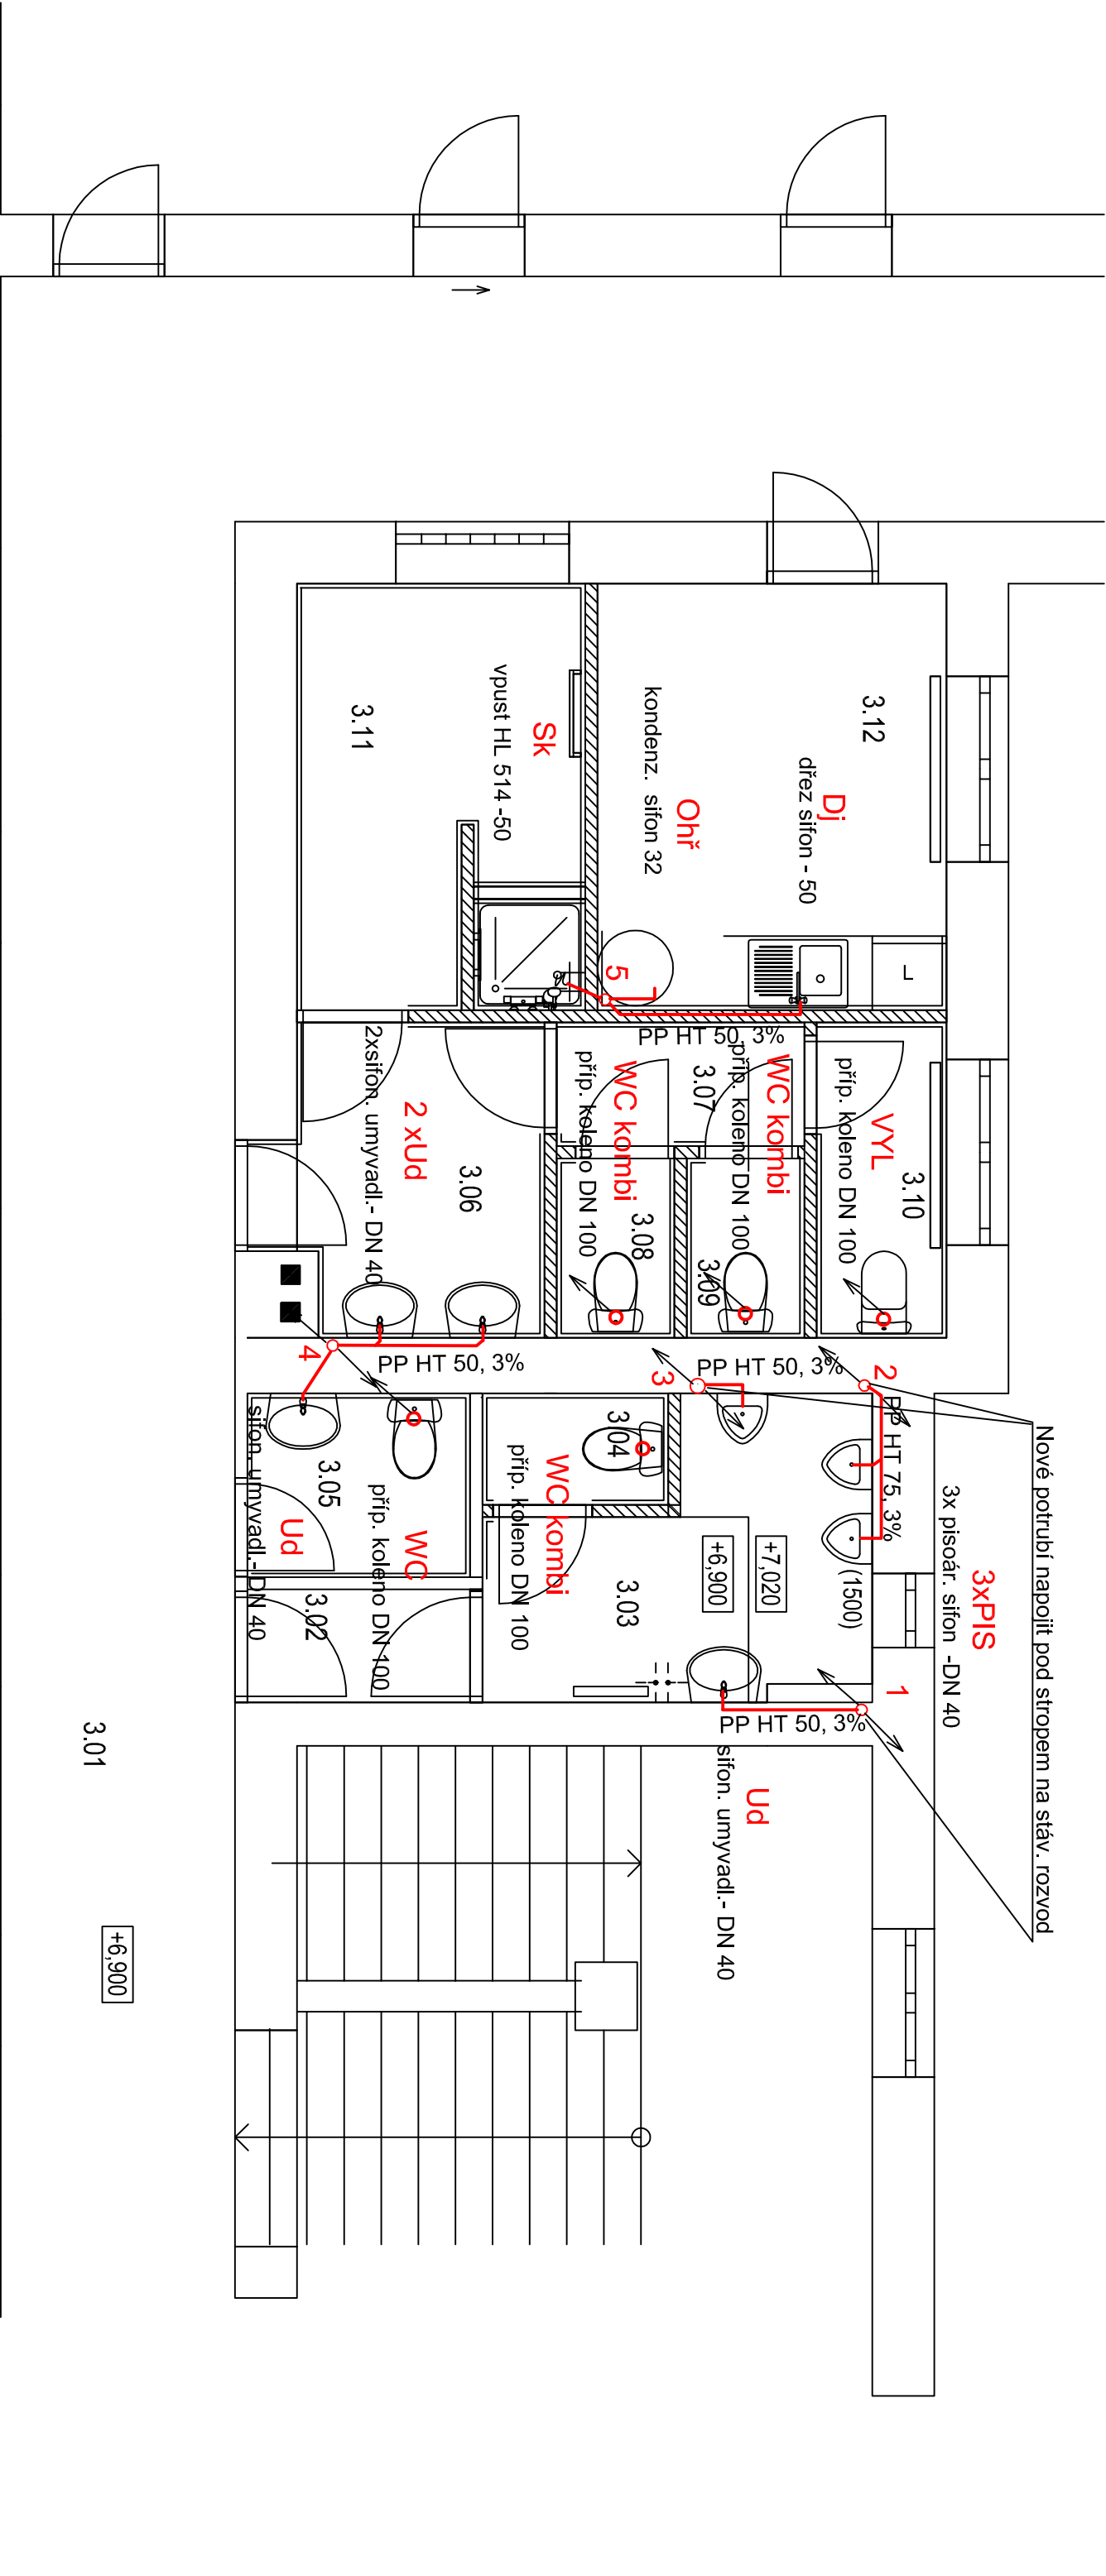 Nové potrubí napojit pod stropem na stáv. rozvod
3xPIS
3x pisoár. sifon -DN 40
3.12
Dj
dřez sifon - 50
Ohř
kondenz. sifon 32
L
Sk
vpust HL 514 -50
3.11
5
PP HT 50, 3%
3.10
VYL
příp. koleno DN 100
WC kombi
příp. koleno DN 100
3.07
3.09
WC kombi
příp. koleno DN 100
3.08
3.06
2 xUd
2xsifon. umyvadl.- DN 40
4
PP HT 50, 3%
3
PP HT 50, 3%
2
PP HT 75, 3%
(1500)
+7,020
+6,900
1
PP HT 50, 3%
Ud
sifon. umyvadl.- DN 40
3.03
3.04
WC kombi
příp. koleno DN 100
WC
příp. koleno DN 100
3.05
Ud
sifon. umyvadl.- DN 40
3.02
3.01
+6,900